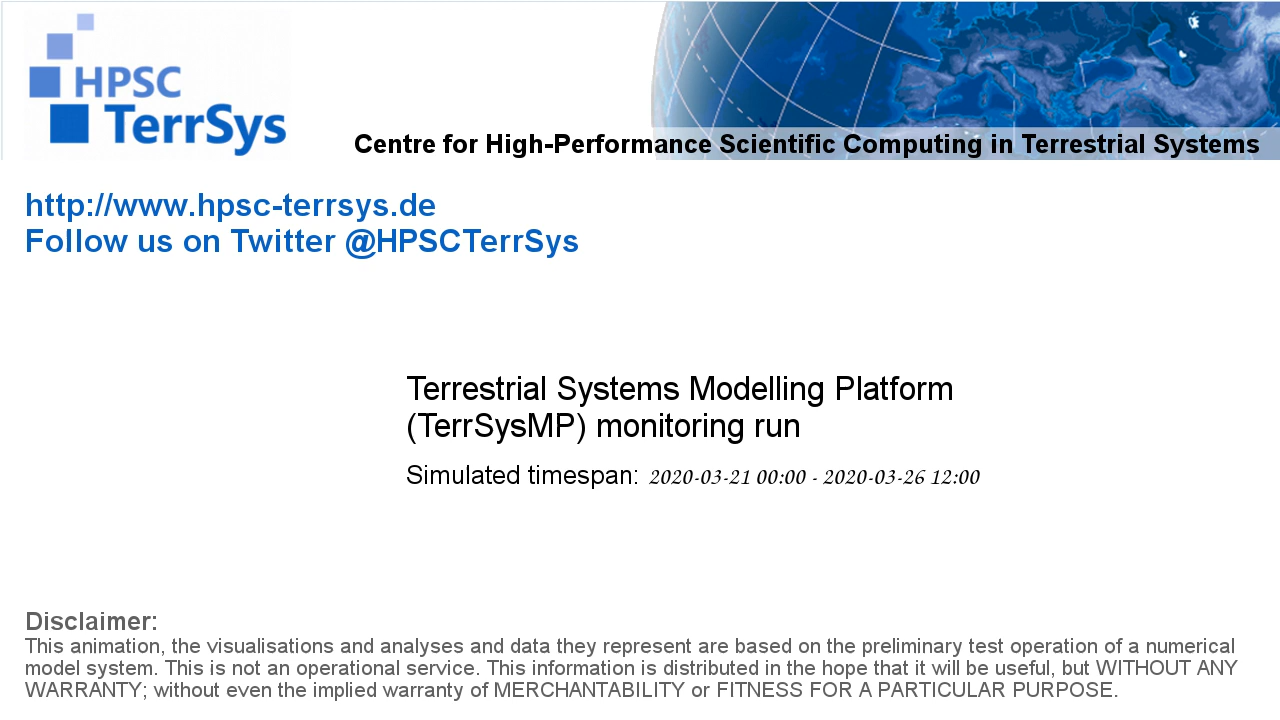 HPSC
TerrSys
Centre for High-Performance Scientific Computing in Terrestrial Systems
http://www.hpsc-terrsys.de
Follow us on Twitter @HPSCTerrSys
Terrestrial Systems Modelling Platform
(TerrSysMP) monitoring run
Simulated timespan: 2020-03-21 00:00 - 2020-03-26 12:00
Disclaimer:
This animation, the visualisations and analyses and data they represent are based on the preliminary test operation of a numerical
model system. This is not an operational service. This information is distributed in the hope that it will be useful, but WITHOUT ANY
WARRANTY; without even the implied warranty of MERCHANTABILITY or FITNESS FOR A PARTICULAR PURPOSE.